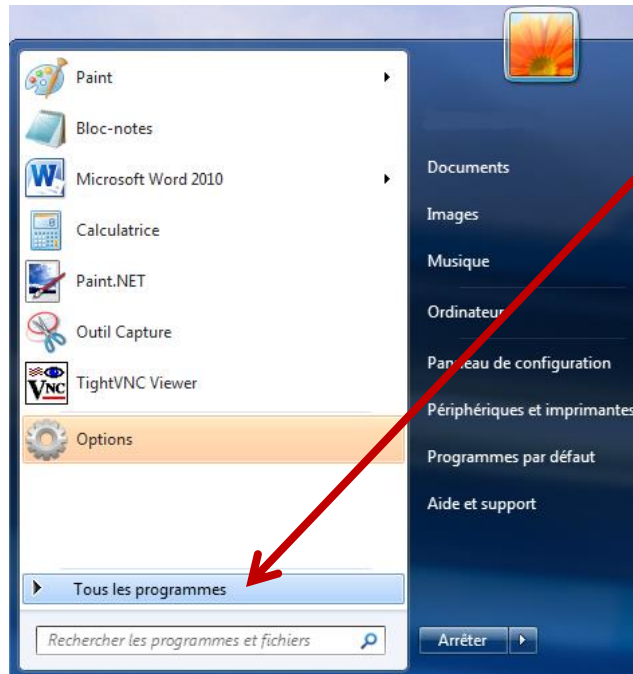 Paint
Bloc-notes
Microsoft Word 2010
Calculatrice
Paint.NET
Outil Capture
VNC TightVNC Viewer
Options
Tous les programmes
Rechercher les programmes et fichiers
Documents
Images
Musique
Ordinateur
Panneau de configuration
Périphériques et imprimantes
Programmes par défaut
Aide et support
Arrêter